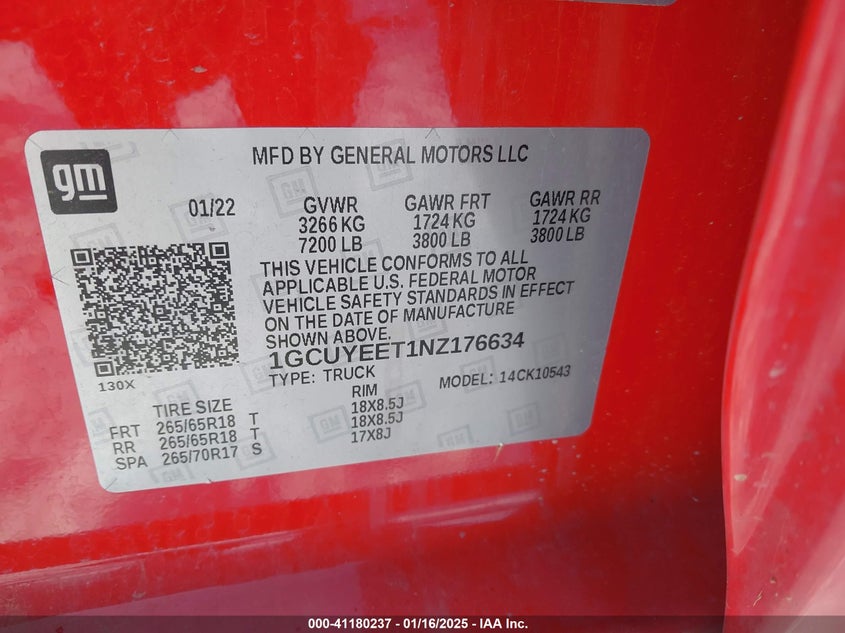 gm
MFD BY GENERAL MOTORS LLC
01/22 GVWR GAWR FRT GAWR RR
3266 KG 1724 KG 1724 KG
7200 LB 3800 LB 3800 LB
THIS VEHICLE CONFORMS TO ALL
APPLICABLE U.S. FEDERAL MOTOR
VEHICLE SAFETY STANDARDS IN EFFECT
ON THE DATE OF MANUFACTURE
SHOWN ABOVE.
1GCUYEET1NZ176634
130X
TYPE: TRUCK MODEL: 14CK10543
TIRE SIZE RIM
FRT 265/65R18 T 18X8.5J
RR 265/65R18 T 18X8.5J
SPA 265/70R17 S 17X8J
000-41180237 - 01/16/2025 - IAA Inc.